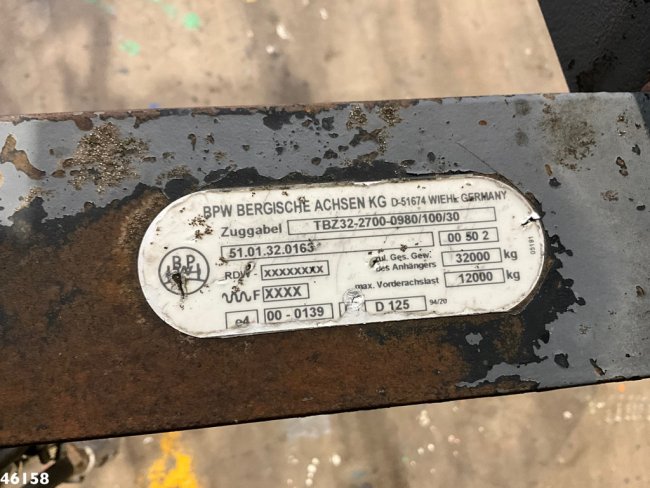 BPW BERGISCHE ACHSEN KG D-51674 WIEHL GERMANY
Zuggabel TBZ32-2700-0980/100/30
51.01.32.0163 00 50 2
BPW
RDW XXXXXXXX zul. Ges. Gew. des Anhängers 32000 kg
F XXXX max. Vorderachslast 12000 kg
e4 00 - 0139 D 125 94/20
05191
46158